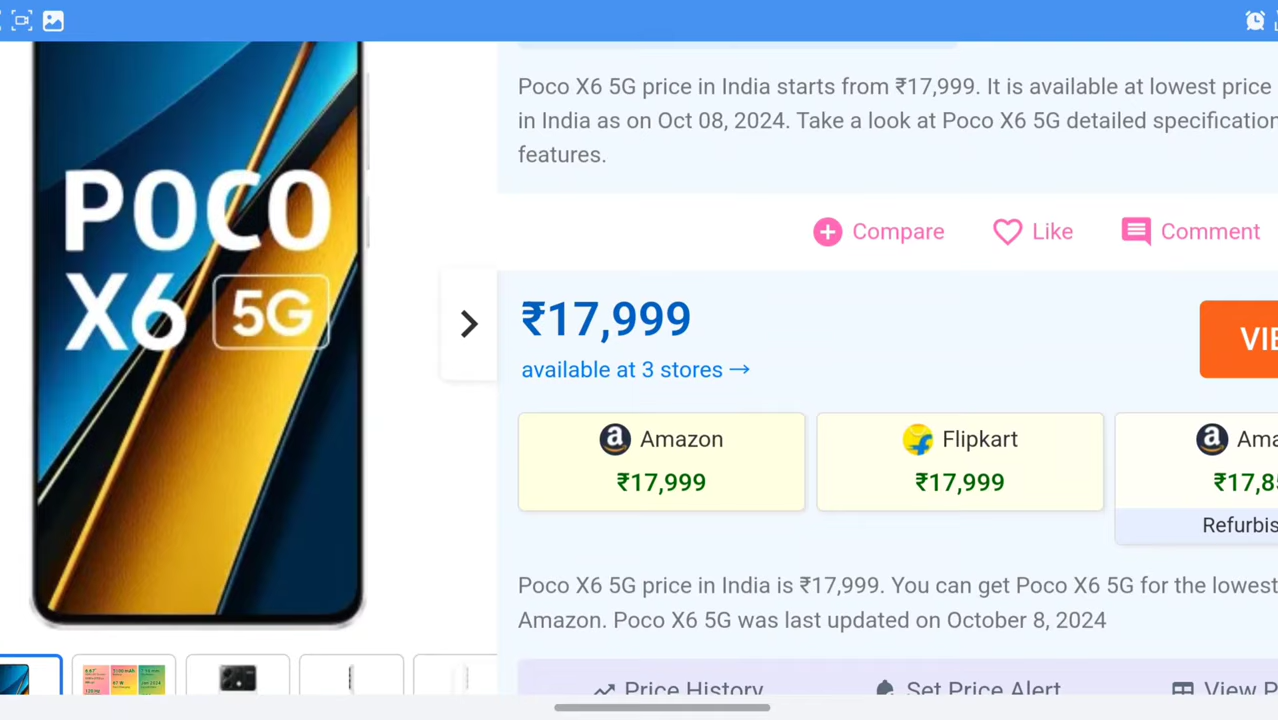 Poco X6 5G price in India starts from ₹17,999. It is available at lowest price
in India as on Oct 08, 2024. Take a look at Poco X6 5G detailed specification
features.
POCO
X6 5G
Compare
Like
Comment
₹17,999
available at 3 stores →
Amazon
₹17,999
Flipkart
₹17,999
Poco X6 5G price in India is ₹17,999. You can get Poco X6 5G for the lowest
Amazon. Poco X6 5G was last updated on October 8, 2024
Price History
Set Price Alert
View